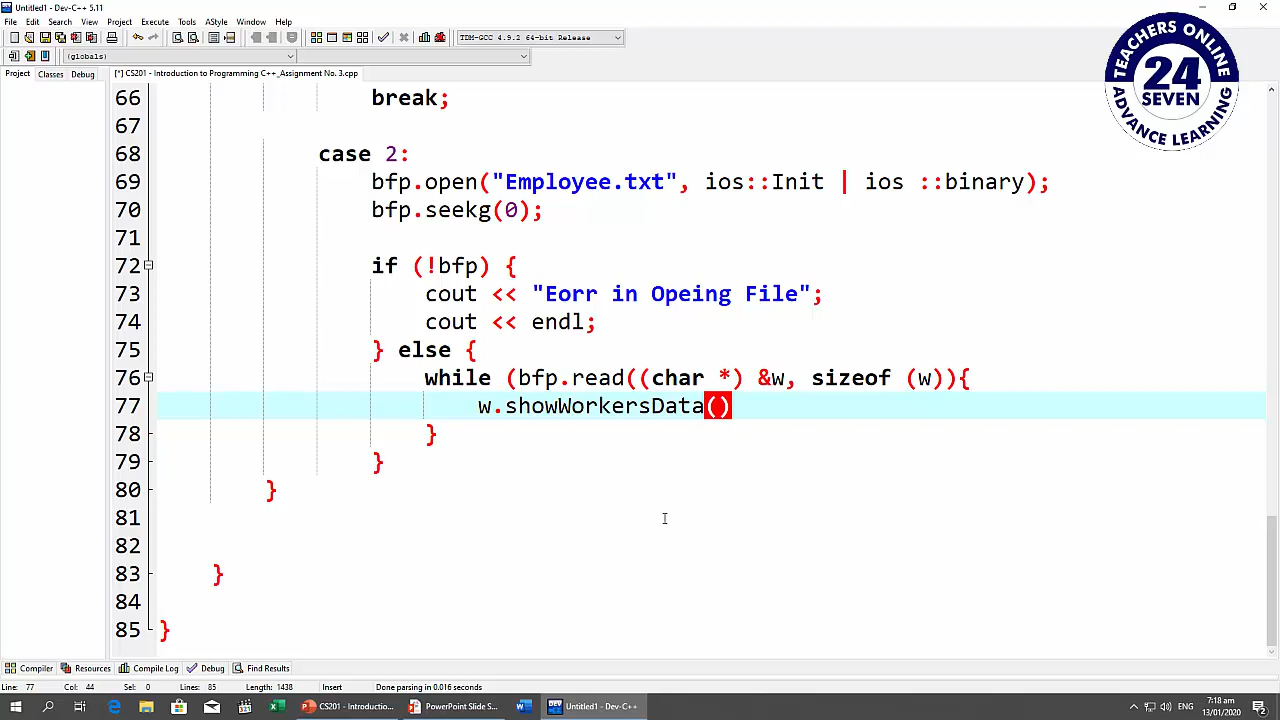 Untitled1 - Dev-C++ 5.11
File Edit Search View Project Execute Tools AStyle Window Help
TDM-GCC 4.9.2 64-bit Release
(globals)
Project Classes Debug
[*] CS201 - Introduction to Programming C++_Assignment No. 3.cpp
TEACHERS ONLINE
24
SEVEN
ADVANCE LEARNING
66 break;
67
68 case 2:
69 bfp.open("Employee.txt", ios::Init | ios ::binary);
70 bfp.seekg(0);
71
72 if (!bfp) {
73 cout << "Eorr in Opeing File";
74 cout << endl;
75 } else {
76 while (bfp.read((char *) &w, sizeof (w)){
77 w.showWorkersData()
78 }
79 }
80 }
81
82
83 }
84
85 }
Compiler Resources Compile Log Debug Find Results
Line: 77 Col: 44 Sel: 0 Lines: 85 Length: 1438 Insert Done parsing in 0.016 seconds
CS201 - Introductio... PowerPoint Slide S... Untitled1 - Dev-C++
ENG
7:18 am
13/01/2020
2